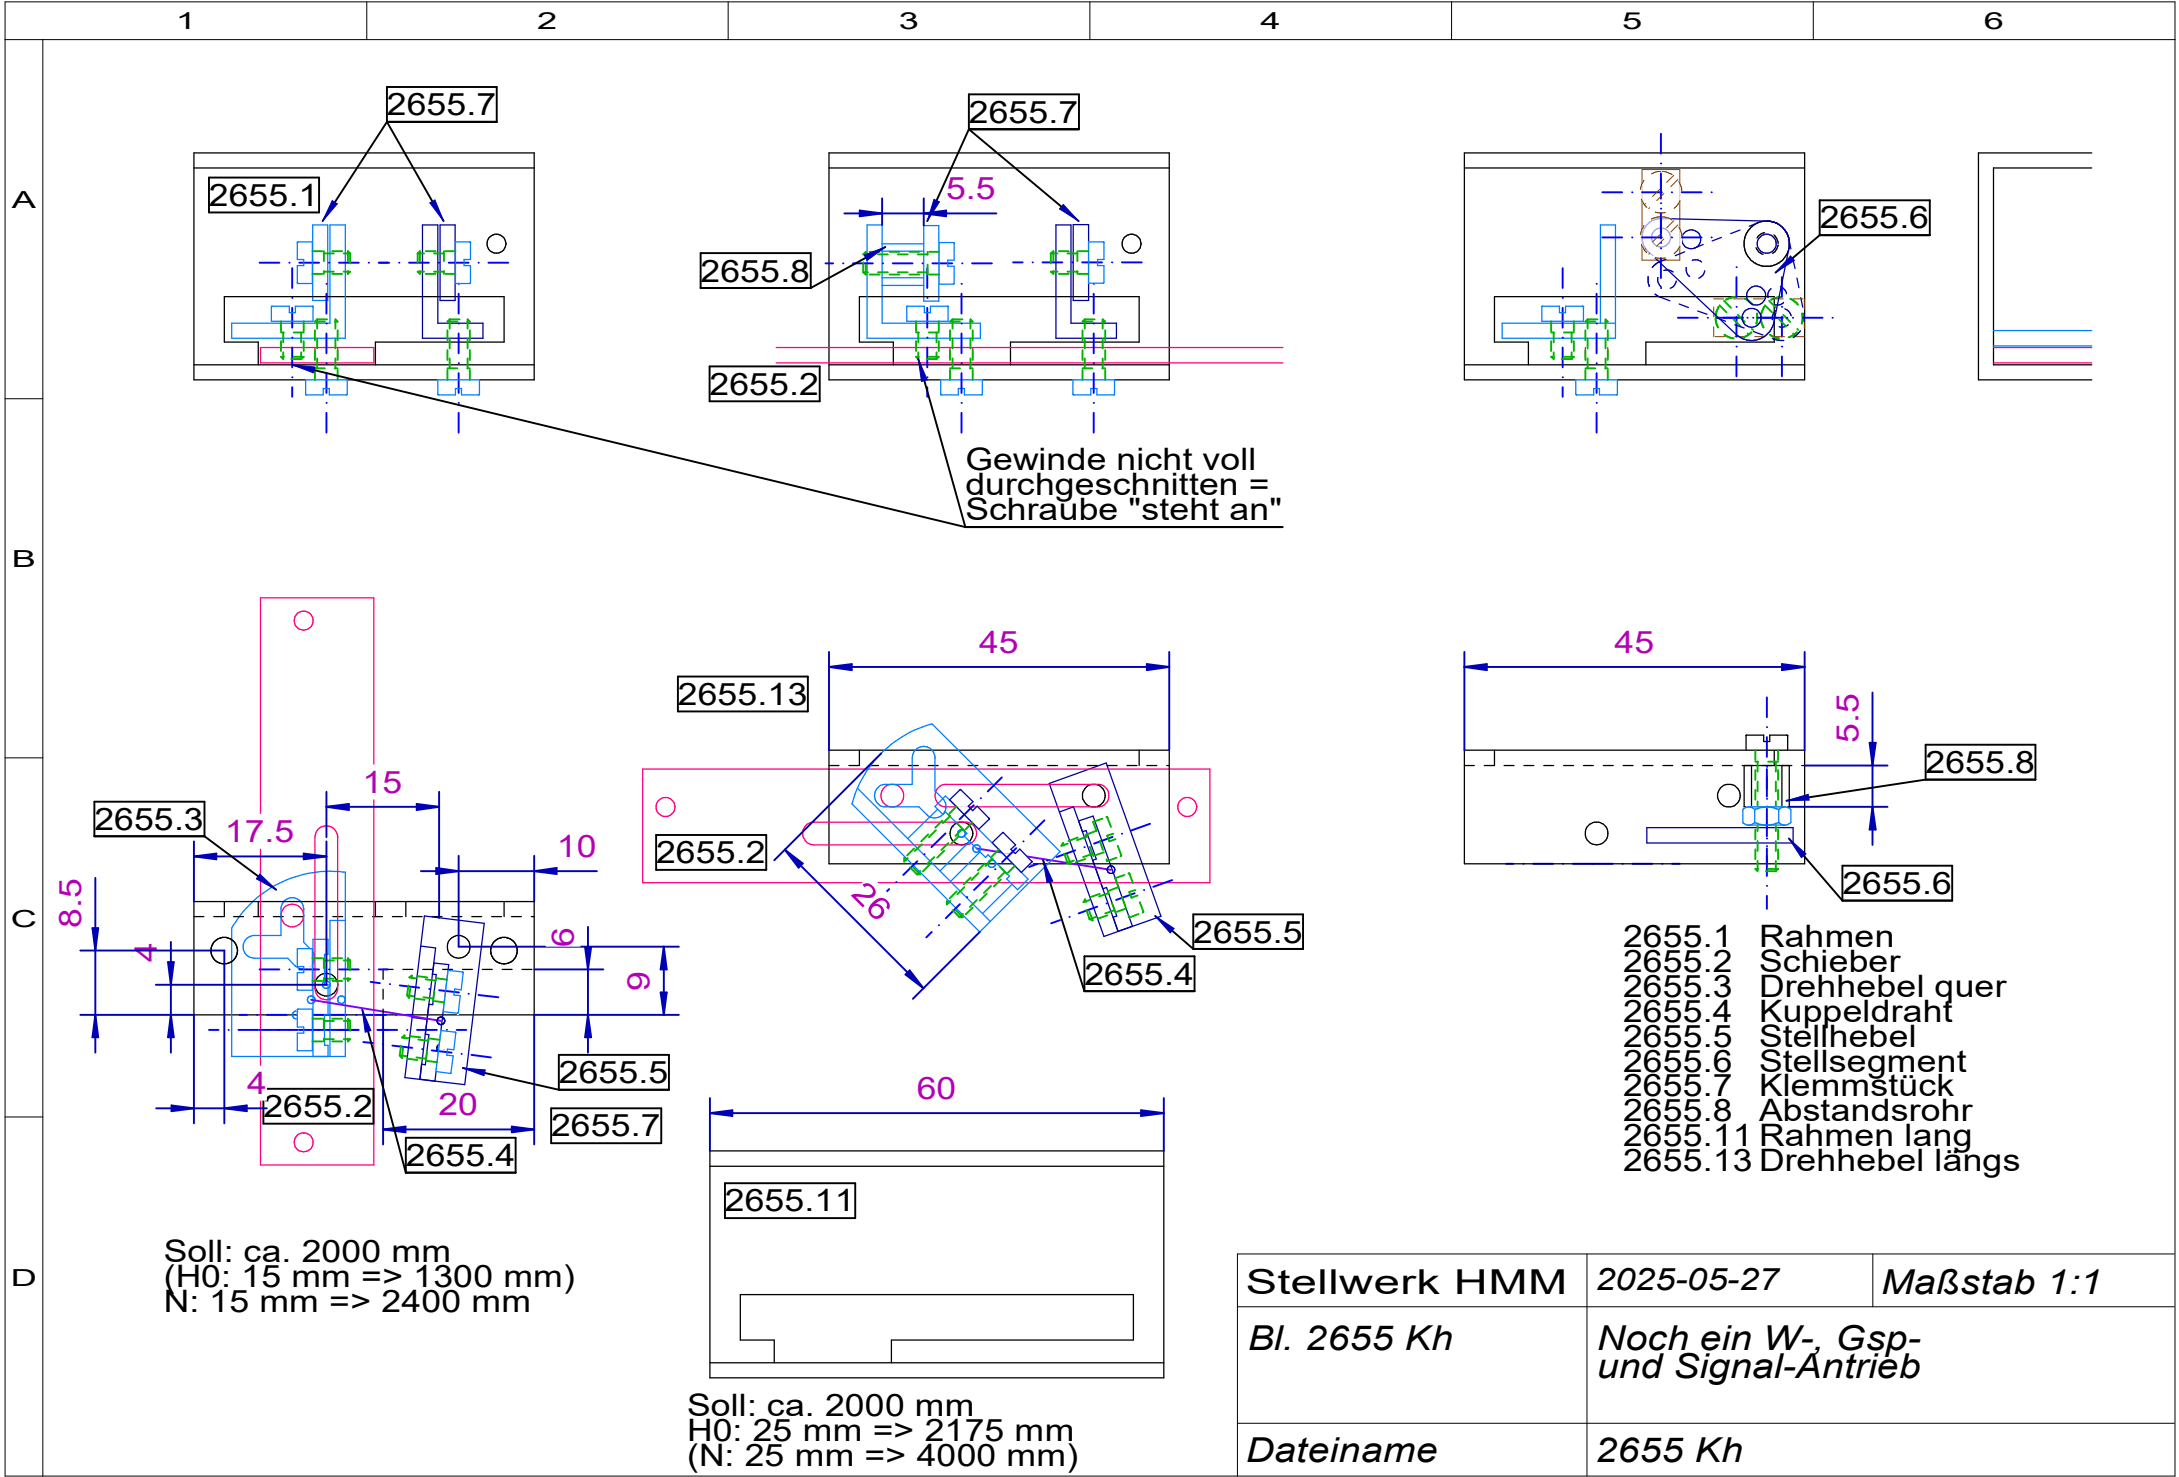 1 2 3 4 5 6
A
B
C
D
2655.7
2655.1
2655.7
5.5
2655.8
2655.2
2655.6
Gewinde nicht voll
durchgeschnitten =
Schraube "steht an"
15
2655.3
17.5
10
8.5
4
6
9
4
2655.2
20
2655.5
2655.7
2655.4
45
2655.13
2655.2
26
2655.5
2655.4
45
5.5
2655.8
2655.6
2655.1 Rahmen
2655.2 Schieber
2655.3 Drehhebel quer
2655.4 Kuppeldraht
2655.5 Stellhebel
2655.6 Stellsegment
2655.7 Klemmstück
2655.8 Abstandsrohr
2655.11 Rahmen lang
2655.13 Drehhebel längs
60
2655.11
Soll: ca. 2000 mm
(H0: 15 mm => 1300 mm)
N: 15 mm => 2400 mm
Soll: ca. 2000 mm
H0: 25 mm => 2175 mm
(N: 25 mm => 4000 mm)
Stellwerk HMM 2025-05-27 Maßstab 1:1
Bl. 2655 Kh Noch ein W-, Gsp-
und Signal-Antrieb
Dateiname 2655 Kh